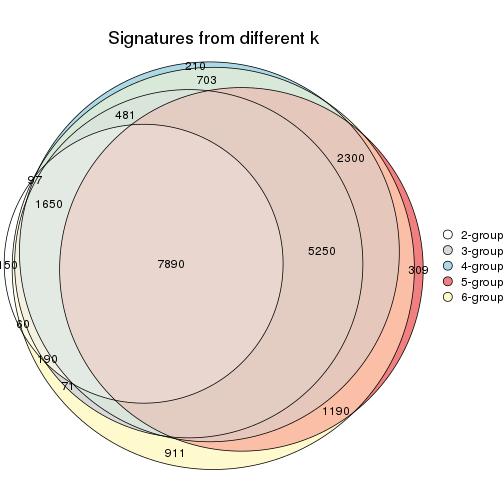 Signatures from different k
210
703
481
2300
97
1650
5250
7890
150
309
60
190
71
1190
911
2-group
3-group
4-group
5-group
6-group